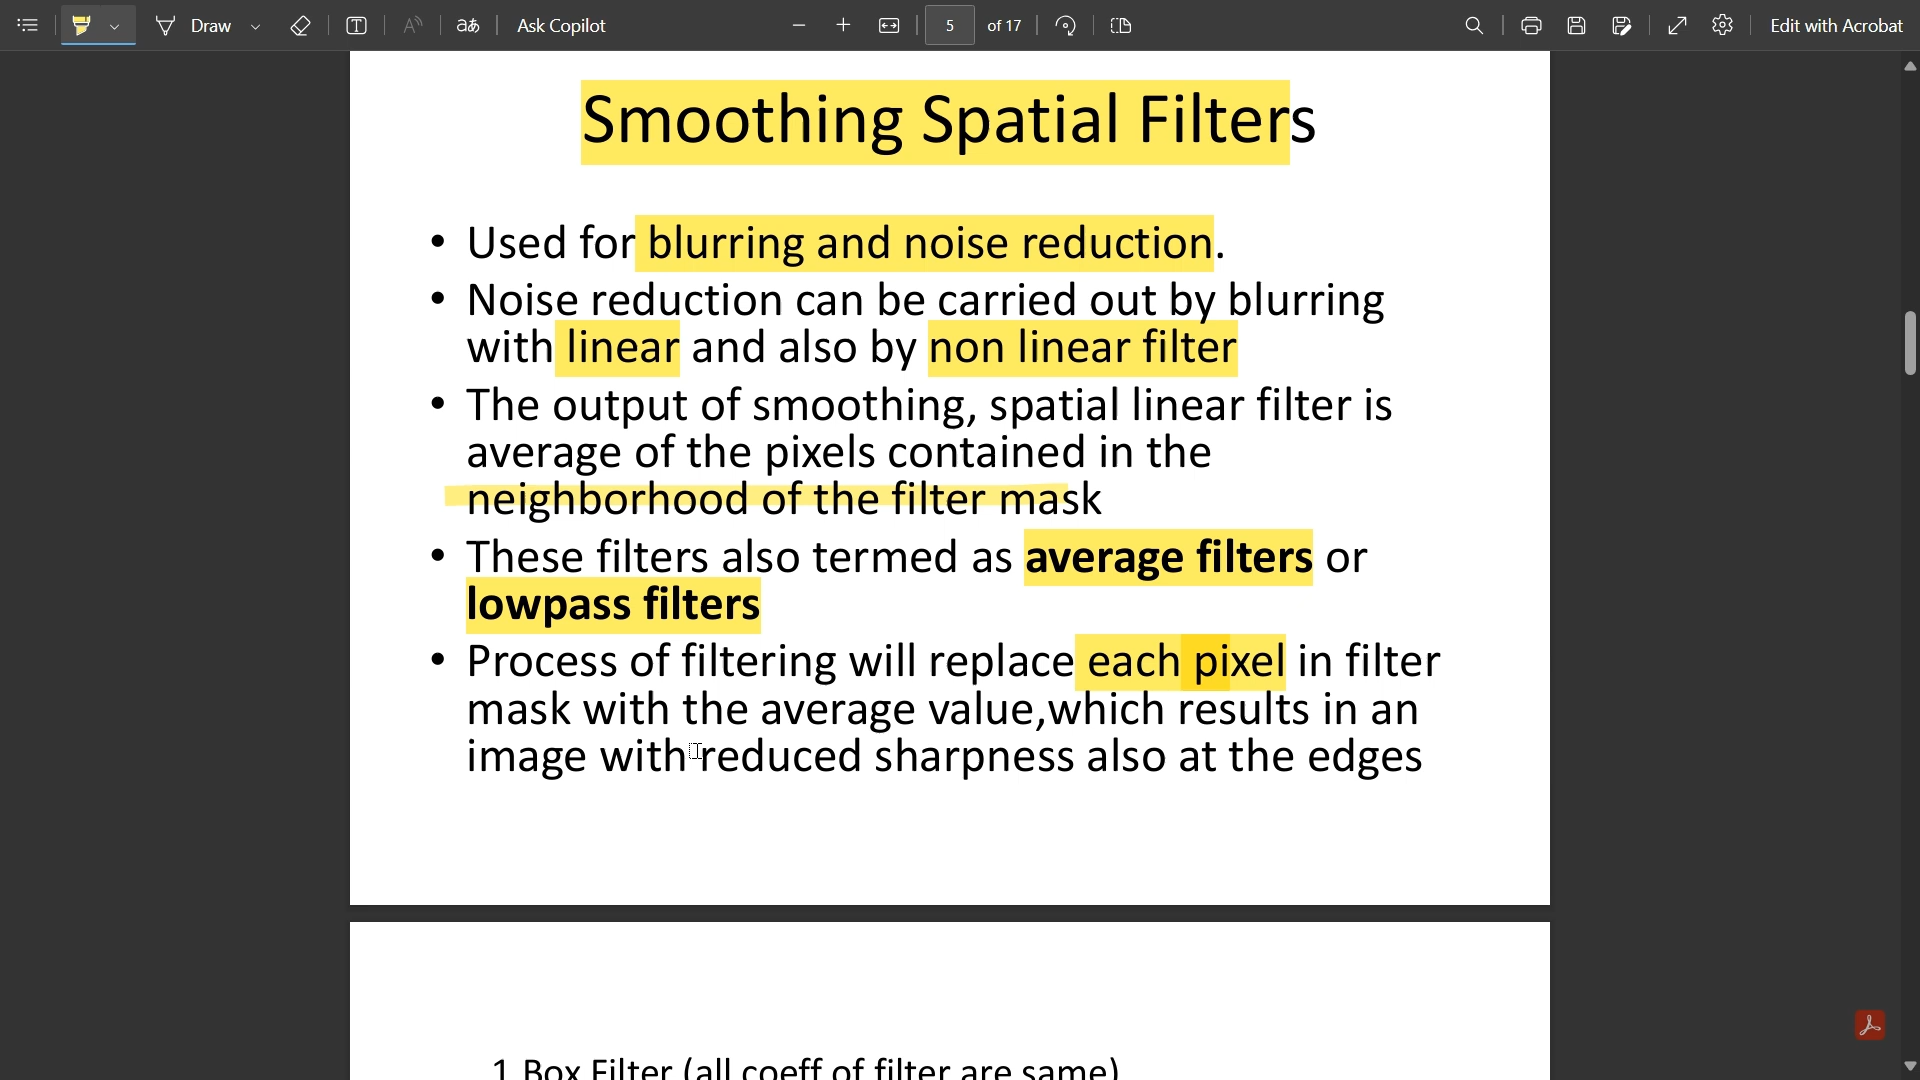 Draw
T
aあ
Ask Copilot
5
of 17
Edit with Acrobat
Smoothing Spatial Filters
• Used for blurring and noise reduction.
• Noise reduction can be carried out by blurring
with linear and also by non linear filter
• The output of smoothing, spatial linear filter is
average of the pixels contained in the
neighborhood of the filter mask
• These filters also termed as average filters or
lowpass filters
• Process of filtering will replace each pixel in filter
mask with the average value,which results in an
image with reduced sharpness also at the edges
1 Box Filter (all coeff of filter are same)